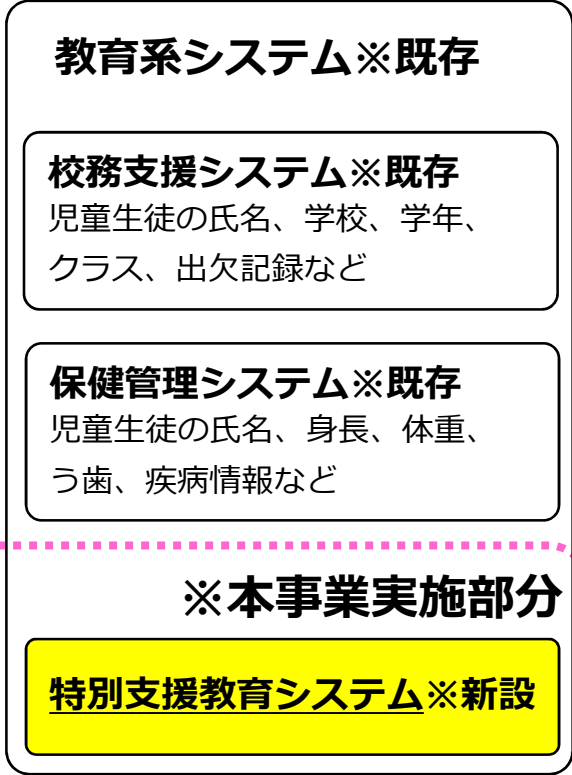 教育系システム※既存
校務支援システム※既存
児童生徒の氏名、学校、学年、
クラス、出欠記録など
保健管理システム※既存
児童生徒の氏名、身長、体重、
う歯、疾病情報など
※本事業実施部分
特別支援教育システム※新設